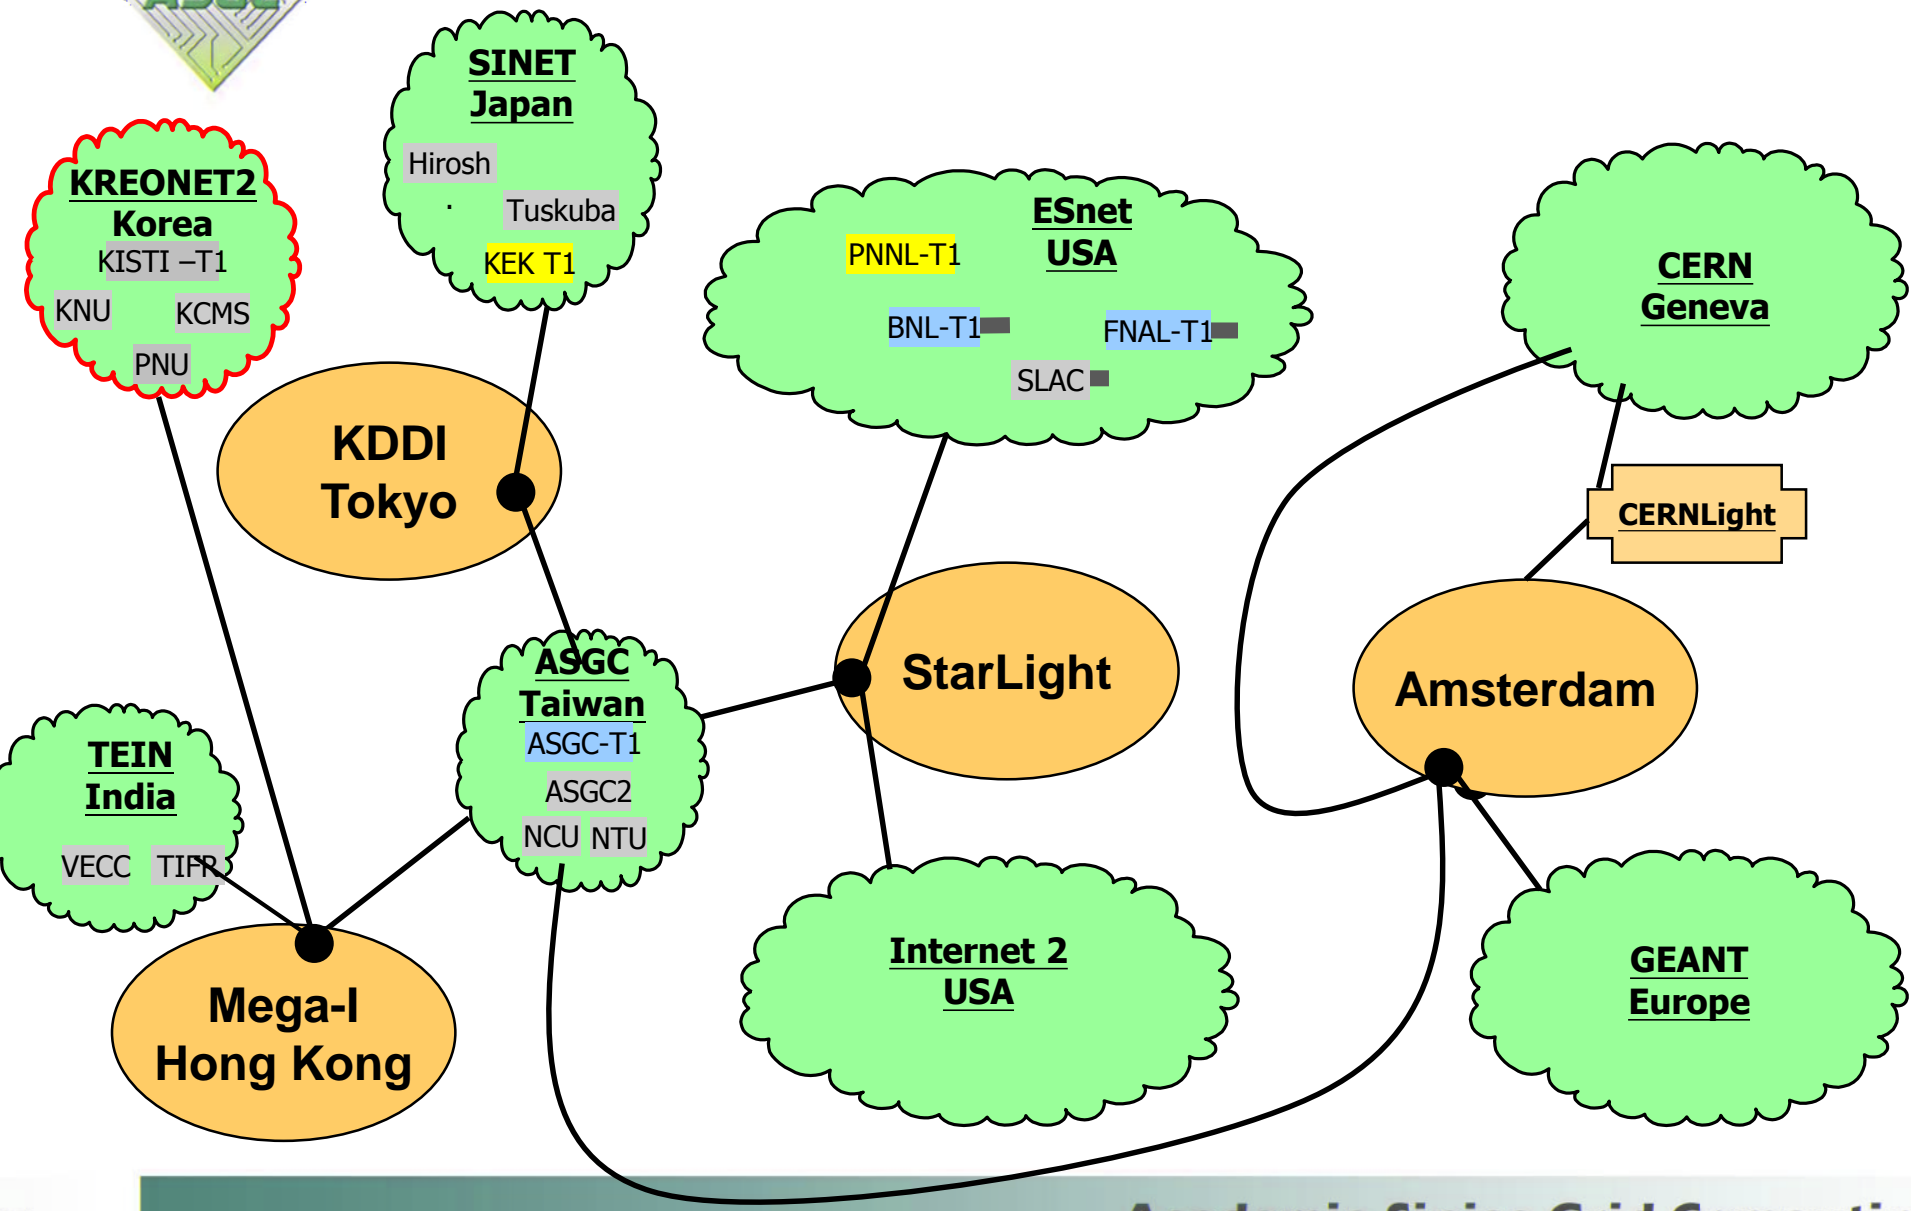 SINET
Japan
Hirosh
.
Tuskuba
KEK T1
KREONET2
Korea
KISTI –T1
KNU
KCMS
PNU
ESnet
USA
PNNL-T1
BNL-T1
FNAL-T1
SLAC
CERN
Geneva
KDDI
Tokyo
CERNLight
StarLight
Amsterdam
ASGC
Taiwan
ASGC-T1
ASGC2
NCU
NTU
TEIN
India
VECC
TIFR
Mega-I
Hong Kong
Internet 2
USA
GEANT
Europe